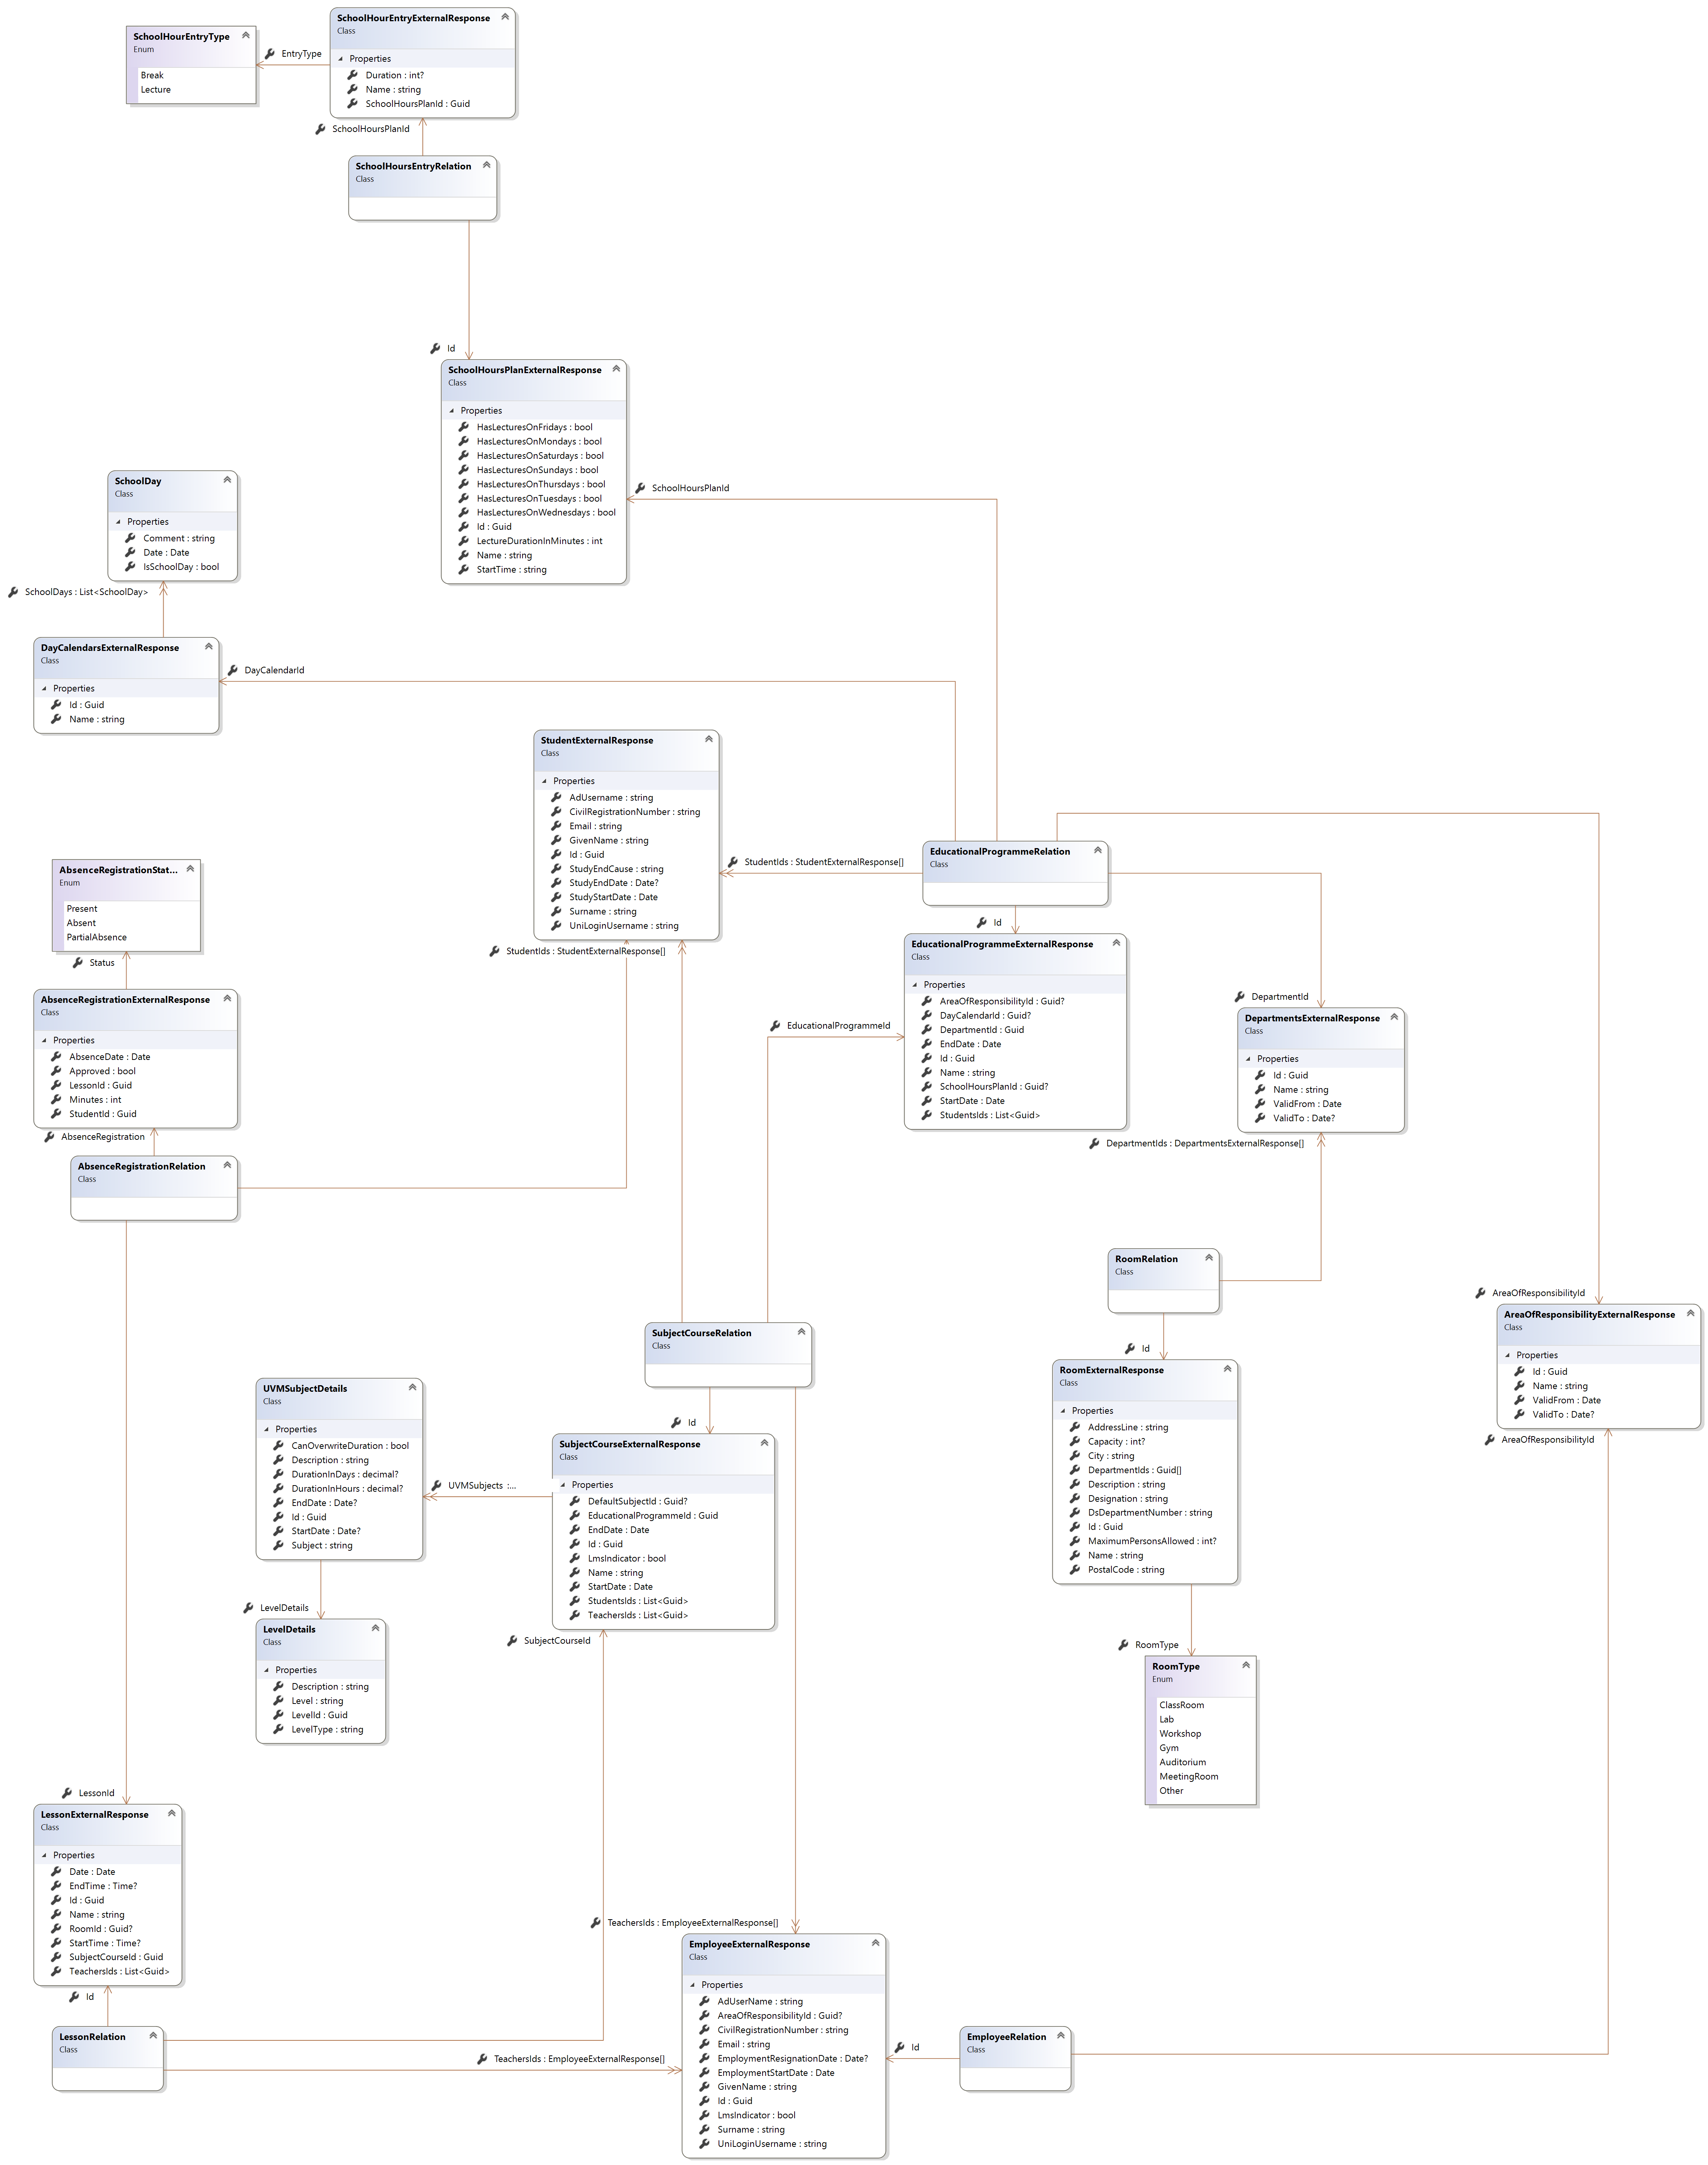 SchoolHourEntryExternalResponse
Class
Properties
Duration : int?
Name : string
SchoolHoursPlanId : Guid
SchoolHourEntryType
Enum
Break
Lecture
EntryType
SchoolHoursPlanId
SchoolHoursEntryRelation
Class
Id
SchoolHoursPlanExternalResponse
Class
Properties
HasLecturesOnFridays : bool
HasLecturesOnMondays : bool
HasLecturesOnSaturdays : bool
HasLecturesOnSundays : bool
HasLecturesOnThursdays : bool
HasLecturesOnTuesdays : bool
HasLecturesOnWednesdays : bool
Id : Guid
LectureDurationInMinutes : int
Name : string
StartTime : string
SchoolHoursPlanId
SchoolDay
Class
Properties
Comment : string
Date : Date
IsSchoolDay : bool
SchoolDays : List<SchoolDay>
DayCalendarsExternalResponse
Class
Properties
Id : Guid
Name : string
DayCalendarId
StudentExternalResponse
Class
Properties
AdUsername : string
CivilRegistrationNumber : string
Email : string
GivenName : string
Id : Guid
StudyEndCause : string
StudyEndDate : Date?
StudyStartDate : Date
Surname : string
UniLoginUsername : string
StudentIds : StudentExternalResponse[]
EducationalProgrammeRelation
Class
Id
StudentIds : StudentExternalResponse[]
AbsenceRegistrationStat...
Enum
Present
Absent
PartialAbsence
Status
AbsenceRegistrationExternalResponse
Class
Properties
AbsenceDate : Date
Approved : bool
LessonId : Guid
Minutes : int
StudentId : Guid
AbsenceRegistration
AbsenceRegistrationRelation
Class
EducationalProgrammeExternalResponse
Class
Properties
AreaOfResponsibilityId : Guid?
DayCalendarId : Guid?
DepartmentId : Guid
EndDate : Date
Id : Guid
Name : string
SchoolHoursPlanId : Guid?
StartDate : Date
StudentsIds : List<Guid>
EducationalProgrammeId
DepartmentId
DepartmentsExternalResponse
Class
Properties
Id : Guid
Name : string
ValidFrom : Date
ValidTo : Date?
DepartmentIds : DepartmentsExternalResponse[]
RoomRelation
Class
Id
AreaOfResponsibilityId
AreaOfResponsibilityExternalResponse
Class
Properties
Id : Guid
Name : string
ValidFrom : Date
ValidTo : Date?
AreaOfResponsibilityId
SubjectCourseRelation
Class
Id
RoomExternalResponse
Class
Properties
AddressLine : string
Capacity : int?
City : string
DepartmentIds : Guid[]
Description : string
Designation : string
DsDepartmentNumber : string
Id : Guid
MaximumPersonsAllowed : int?
Name : string
PostalCode : string
RoomType
RoomType
Enum
ClassRoom
Lab
Workshop
Gym
Auditorium
MeetingRoom
Other
UVMSubjectDetails
Class
Properties
CanOverwriteDuration : bool
Description : string
DurationInDays : decimal?
DurationInHours : decimal?
EndDate : Date?
Id : Guid
StartDate : Date?
Subject : string
UVMSubjects :...
SubjectCourseExternalResponse
Class
Properties
DefaultSubjectId : Guid?
EducationalProgrammeId : Guid
EndDate : Date
Id : Guid
LmsIndicator : bool
Name : string
StartDate : Date
StudentsIds : List<Guid>
TeachersIds : List<Guid>
SubjectCourseId
LevelDetails
LevelDetails
Class
Properties
Description : string
Level : string
LevelId : Guid
LevelType : string
LessonId
LessonExternalResponse
Class
Properties
Date : Date
EndTime : Time?
Id : Guid
Name : string
RoomId : Guid?
StartTime : Time?
SubjectCourseId : Guid
TeachersIds : List<Guid>
Id
LessonRelation
Class
TeachersIds : EmployeeExternalResponse[]
TeachersIds : EmployeeExternalResponse[]
EmployeeExternalResponse
Class
Properties
AdUserName : string
AreaOfResponsibilityId : Guid?
CivilRegistrationNumber : string
Email : string
EmploymentResignationDate : Date?
EmploymentStartDate : Date
GivenName : string
Id : Guid
LmsIndicator : bool
Surname : string
UniLoginUsername : string
Id
EmployeeRelation
Class